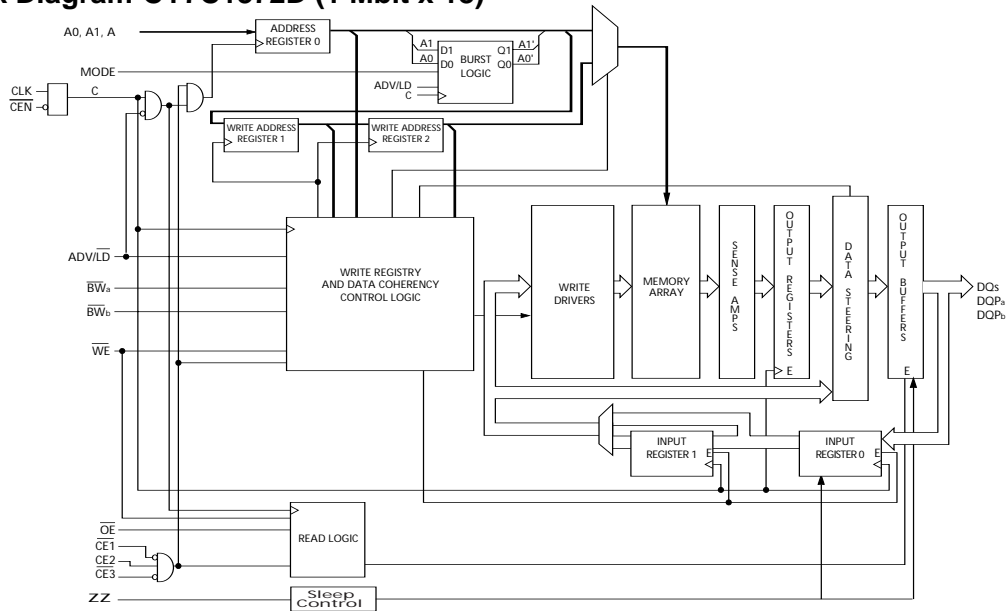 Diagram CY7C1372D (1 Mbit x 18)
A0, A1, A
ADDRESS
REGISTER 0
A1
A0
D1
D0
BURST
LOGIC
Q1
Q0
A1'
A0'
MODE
ADV/LD
C
CLK
CEN
C
WRITE ADDRESS
REGISTER 1
WRITE ADDRESS
REGISTER 2
ADV/LD
BWa
BWb
WE
WRITE REGISTRY
AND DATA COHERENCY
CONTROL LOGIC
WRITE
DRIVERS
MEMORY
ARRAY
SENSE AMPS
OUTPUT REGISTERS
E
DATA STEERING
OUTPUT BUFFERS
E
DQs
DQPa
DQPb
INPUT
REGISTER 1
E
INPUT
REGISTER 0
E
OE
CE1
CE2
CE3
READ LOGIC
ZZ
Sleep
Control